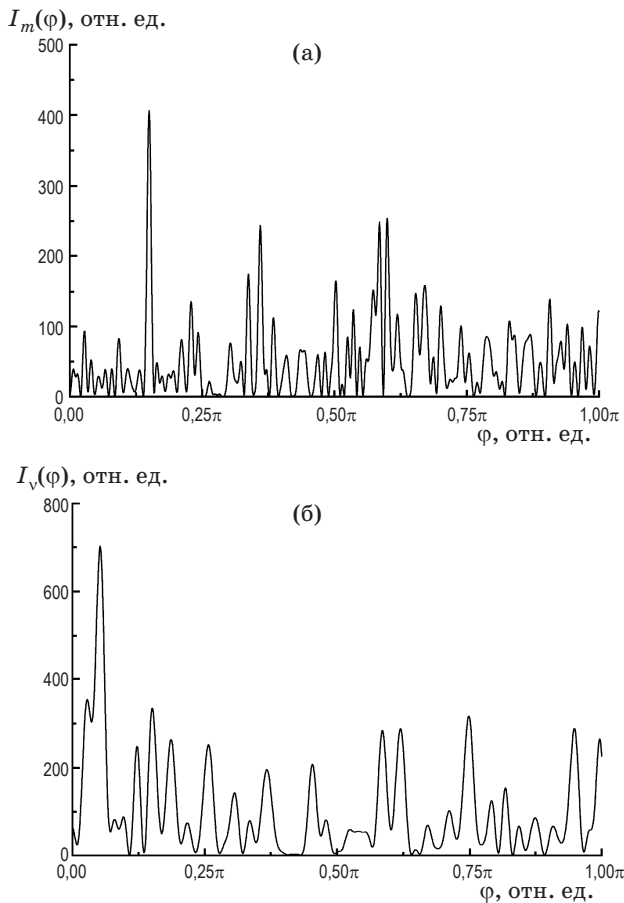 I_m(φ), отн. ед.
(а)
500
400
300
200
100
0
0,00 0,25π 0,50π 0,75π 1,00π
φ, отн. ед.
I_ν(φ), отн. ед.
(б)
800
600
400
200
0
0,00 0,25π 0,50π 0,75π 1,00π
φ, отн. ед.